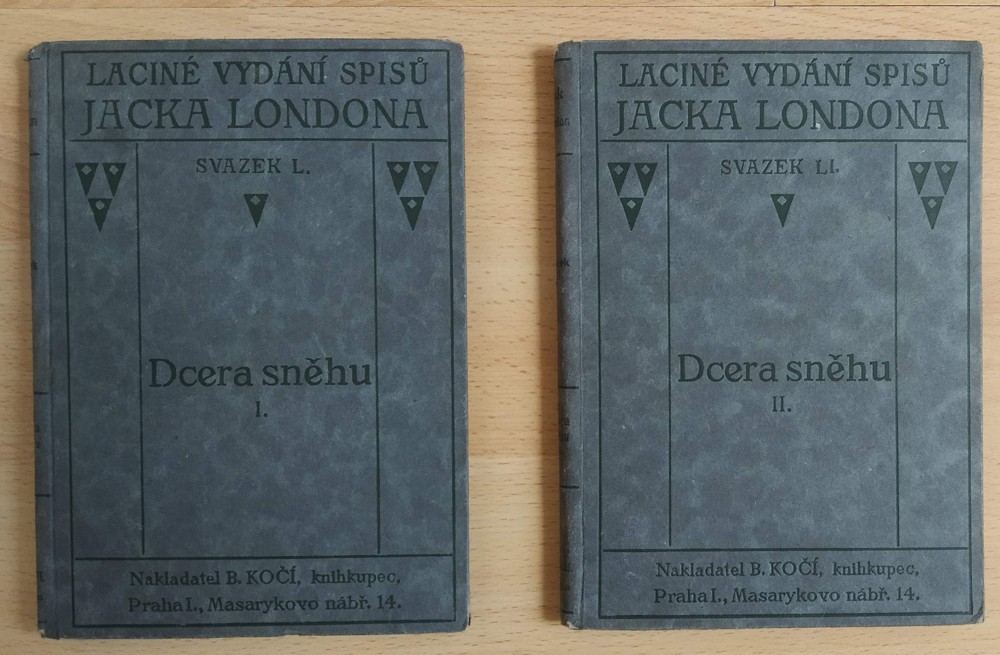 LACINÉ VYDÁNÍ SPISŮ
JACKA LONDONA
SVAZEK L.
Dcera sněhu
I.
Nakladatel B. KOČÍ, knihkupec,
Praha I., Masarykovo nábř. 14.
LACINÉ VYDÁNÍ SPISŮ
JACKA LONDONA
SVAZEK LI.
Dcera sněhu
II.
Nakladatel B. KOČÍ, knihkupec,
Praha I., Masarykovo nábř. 14.